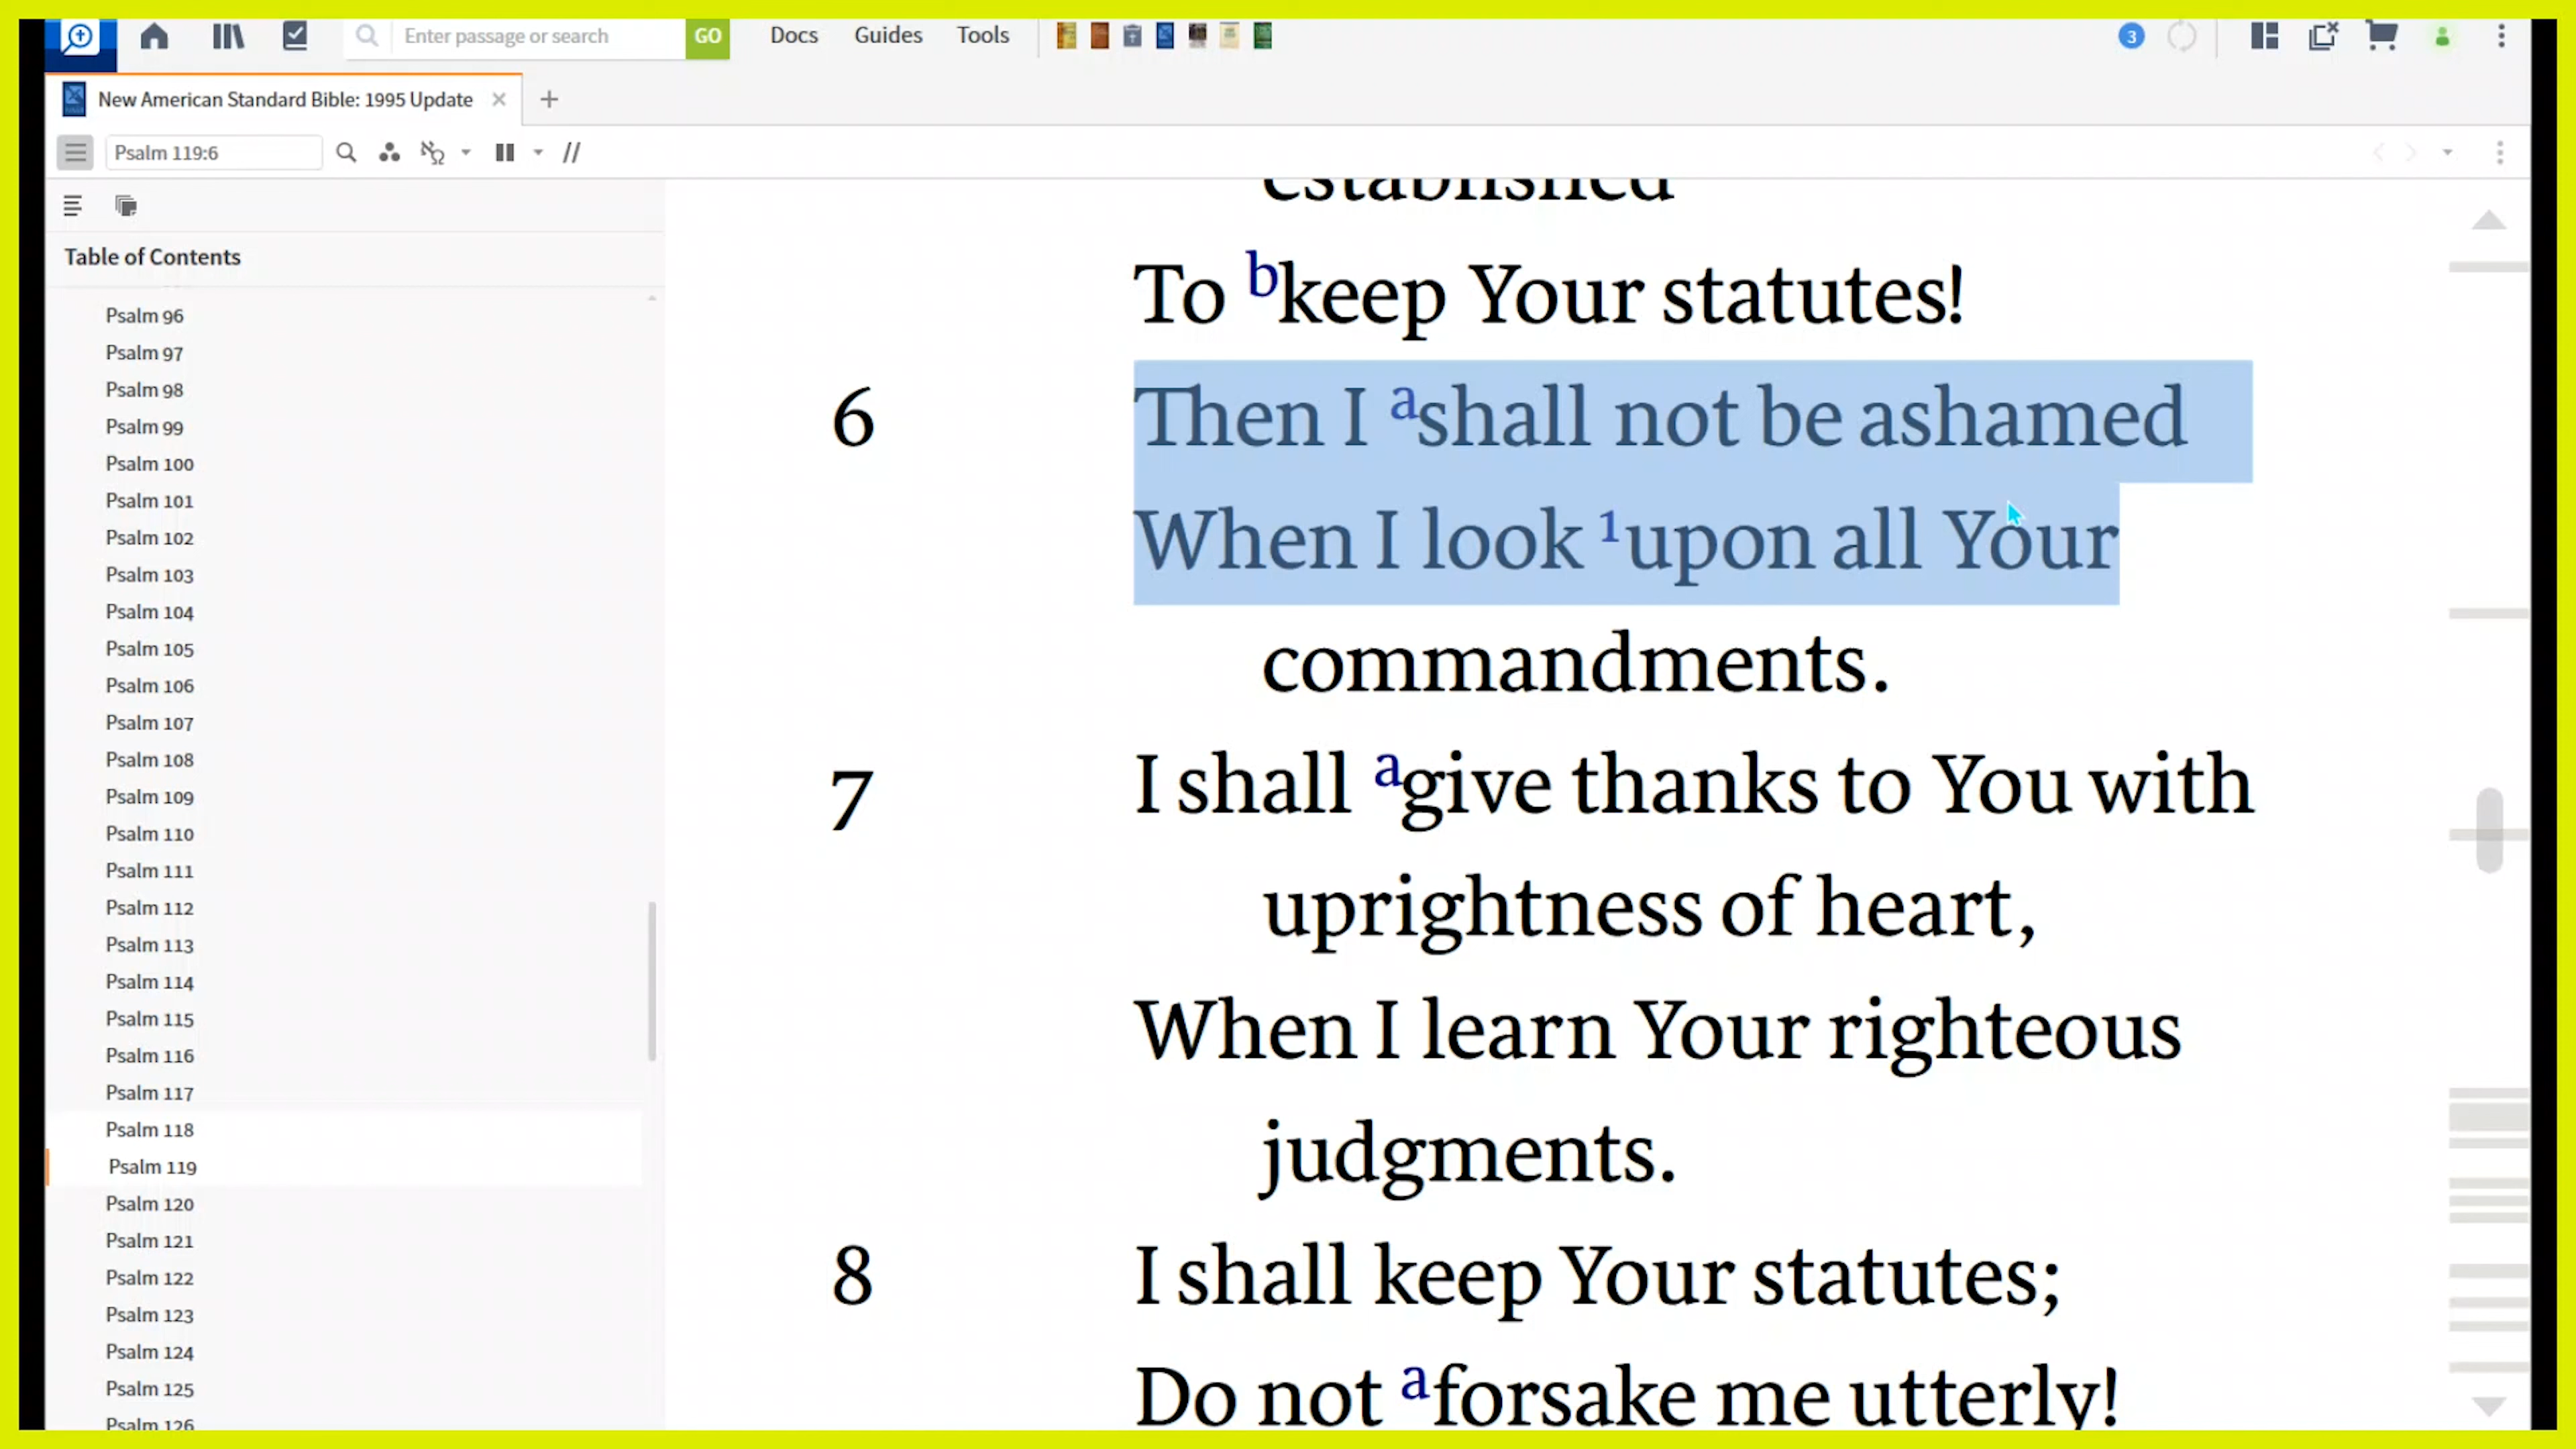 Enter passage or search GO Docs Guides Tools 3
New American Standard Bible: 1995 Update
Psalm 119:6
Table of Contents
Psalm 96
Psalm 97
Psalm 98
Psalm 99
Psalm 100
Psalm 101
Psalm 102
Psalm 103
Psalm 104
Psalm 105
Psalm 106
Psalm 107
Psalm 108
Psalm 109
Psalm 110
Psalm 111
Psalm 112
Psalm 113
Psalm 114
Psalm 115
Psalm 116
Psalm 117
Psalm 118
Psalm 119
Psalm 120
Psalm 121
Psalm 122
Psalm 123
Psalm 124
Psalm 125
Psalm 126
established
To bkeep Your statutes!
6 Then I ashall not be ashamed
When I look 1upon all Your
commandments.
7 I shall agive thanks to You with
uprightness of heart,
When I learn Your righteous
judgments.
8 I shall keep Your statutes;
Do not aforsake me utterly!